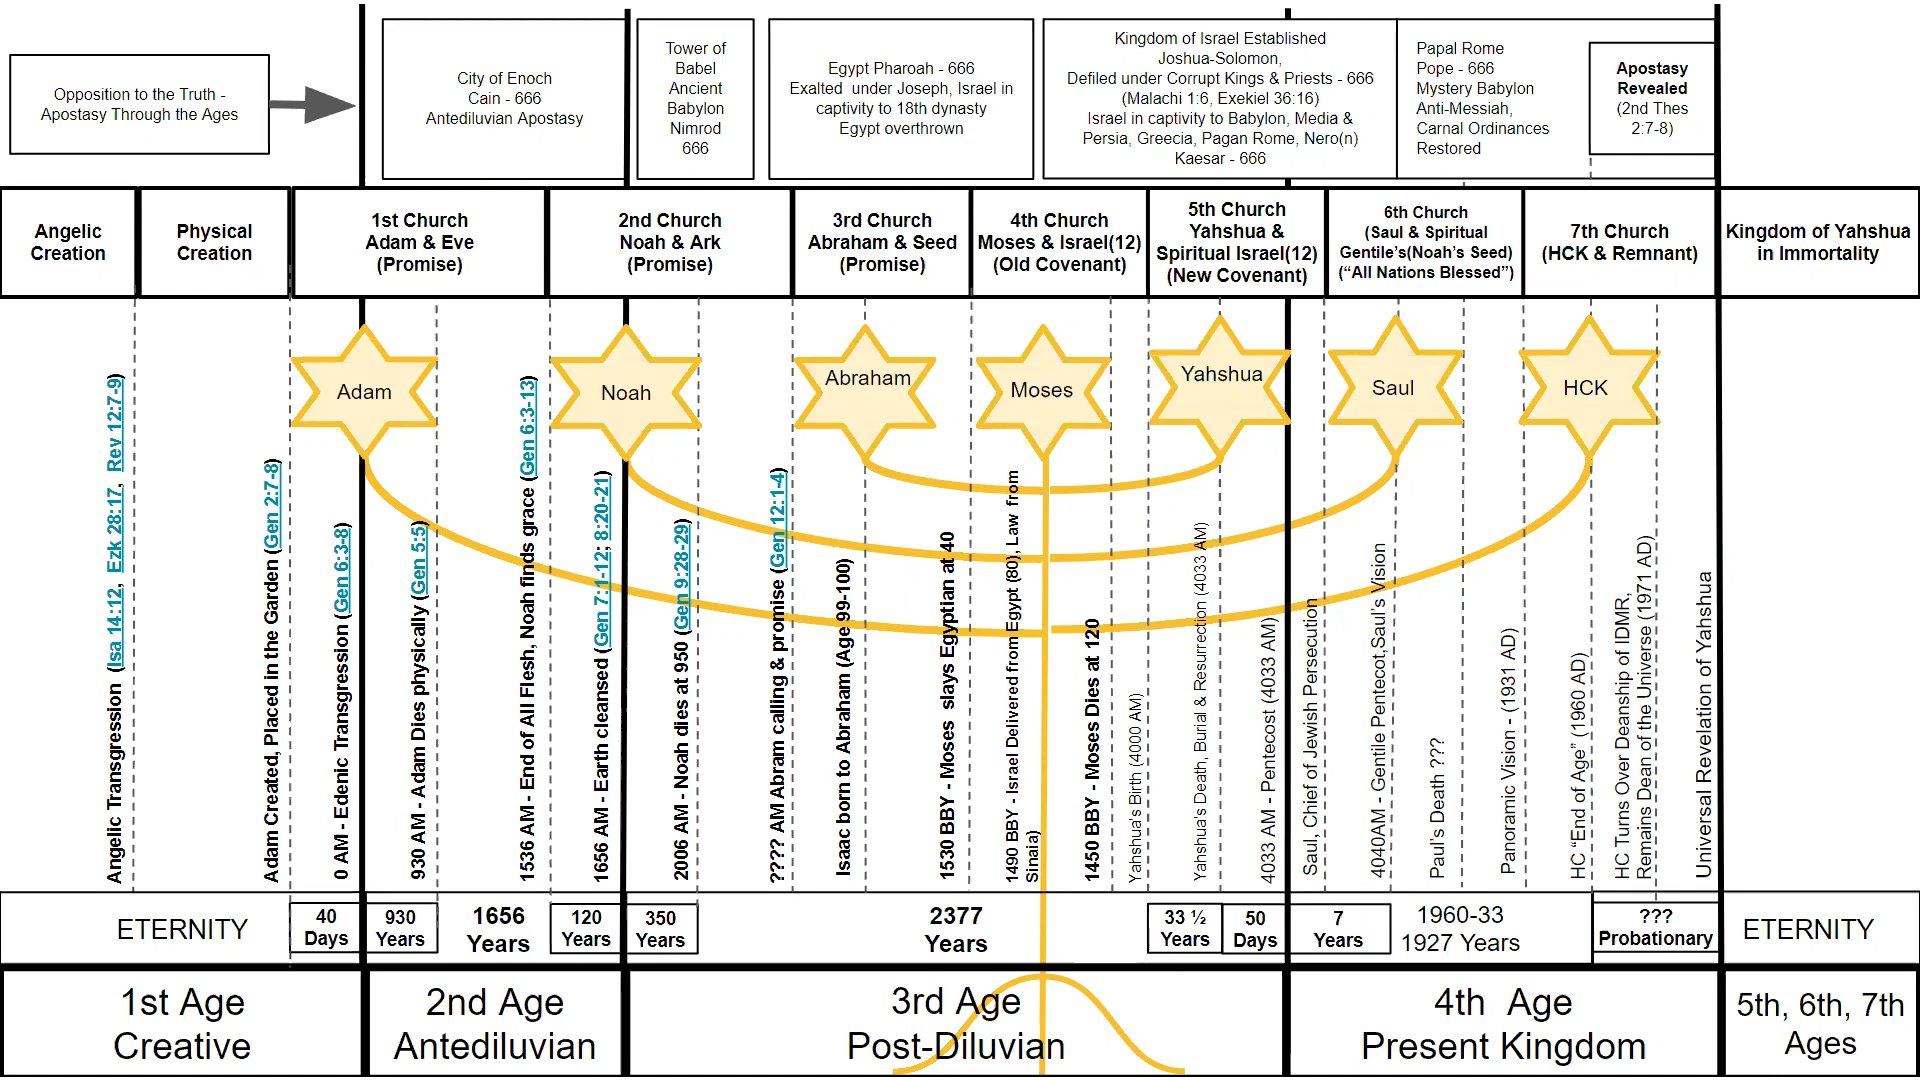 Opposition to the Truth -
Apostasy Through the Ages
City of Enoch
Cain - 666
Antediluvian Apostasy
Tower of
Babel
Ancient
Babylon
Nimrod
666
Egypt Pharoah - 666
Exalted under Joseph, Israel in
captivity to 18th dynasty
Egypt overthrown
Kingdom of Israel Established
Joshua-Solomon,
Defiled under Corrupt Kings & Priests - 666
(Malachi 1:6, Exekiel 36:16)
Israel in captivity to Babylon, Media &
Persia, Greecia, Pagan Rome, Nero(n)
Kaesar - 666
Papal Rome
Pope - 666
Mystery Babylon
Anti-Messiah,
Carnal Ordinances
Restored
Apostasy
Revealed
(2nd Thes
2:7-8)
Angelic
Creation
Physical
Creation
1st Church
Adam & Eve
(Promise)
2nd Church
Noah & Ark
(Promise)
3rd Church
Abraham & Seed
(Promise)
4th Church
Moses & Israel(12)
(Old Covenant)
5th Church
Yahshua &
Spiritual Israel(12)
(New Covenant)
6th Church
(Saul & Spiritual
Gentile's(Noah's Seed)
("All Nations Blessed")
7th Church
(HCK & Remnant)
Kingdom of Yahshua
in Immortality
Adam
Noah
Abraham
Moses
Yahshua
Saul
HCK
Angelic Transgression (Isa 14:12, Ezk 28:17, Rev 12:7-9)
Adam Created, Placed in the Garden (Gen 2:7-8)
0 AM - Edenic Transgression (Gen 6:3-8)
930 AM - Adam Dies physically (Gen 5:5)
1536 AM - End of All Flesh, Noah finds grace (Gen 6:3-13)
1656 AM - Earth cleansed (Gen 7:1-12; 8:20-21)
2006 AM - Noah dies at 950 (Gen 9:28-29)
???? AM Abram calling & promise (Gen 12:1-4)
Isaac born to Abraham (Age 99-100)
1530 BBY - Moses slays Egyptian at 40
1490 BBY - Israel Delivered from Egypt (80), Law from
Sinaia)
1450 BBY - Moses Dies at 120
Yahshua's Birth (4000 AM)
Yahshua's Death, Burial & Resurrection (4033 AM)
4033 AM - Pentecost (4033 AM)
Saul, Chief of Jewish Persecution
4040AM - Gentile Pentecot,Saul's Vision
Paul's Death ???
Panoramic Vision - (1931 AD)
HC "End of Age" (1960 AD)
HC Turns Over Deanship of IDMR,
Remains Dean of the Universe (1971 AD)
Universal Revelation of Yahshua
ETERNITY
40
Days
930
Years
1656
Years
120
Years
350
Years
2377
Years
33 ½
Years
50
Days
7
Years
1960-33
1927 Years
???
Probationary
ETERNITY
1st Age
Creative
2nd Age
Antediluvian
3rd Age
Post-Diluvian
4th Age
Present Kingdom
5th, 6th, 7th
Ages